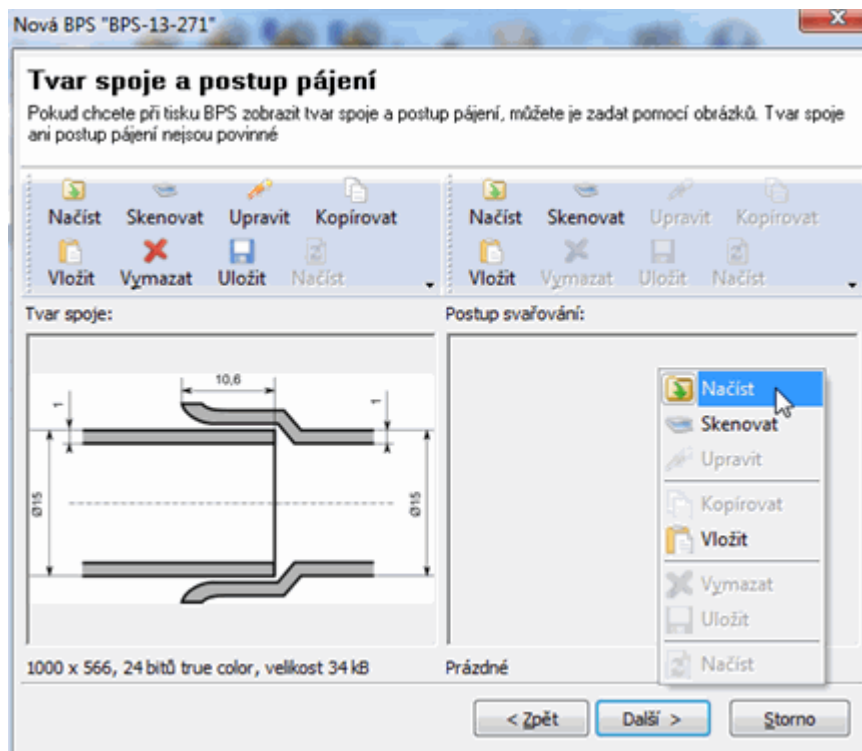 Nová BPS "BPS-13-271"
Tvar spoje a postup pájení
Pokud chcete při tisku BPS zobrazit tvar spoje a postup pájení, můžete je zadat pomocí obrázků. Tvar spoje
ani postup pájení nejsou povinné
Načíst Skenovat Upravit Kopírovat
Vložit Vymazat Uložit Načíst
Načíst Skenovat Upravit Kopírovat
Vložit Vymazat Uložit Načíst
Tvar spoje:
10,6
1
1
Ø15
Ø15
1000 x 566, 24 bitů true color, velikost 34 kB
Postup svařování:
Načíst
Skenovat
Upravit
Kopírovat
Vložit
Vymazat
Uložit
Načíst
Prázdné
< Zpět
Další >
Storno